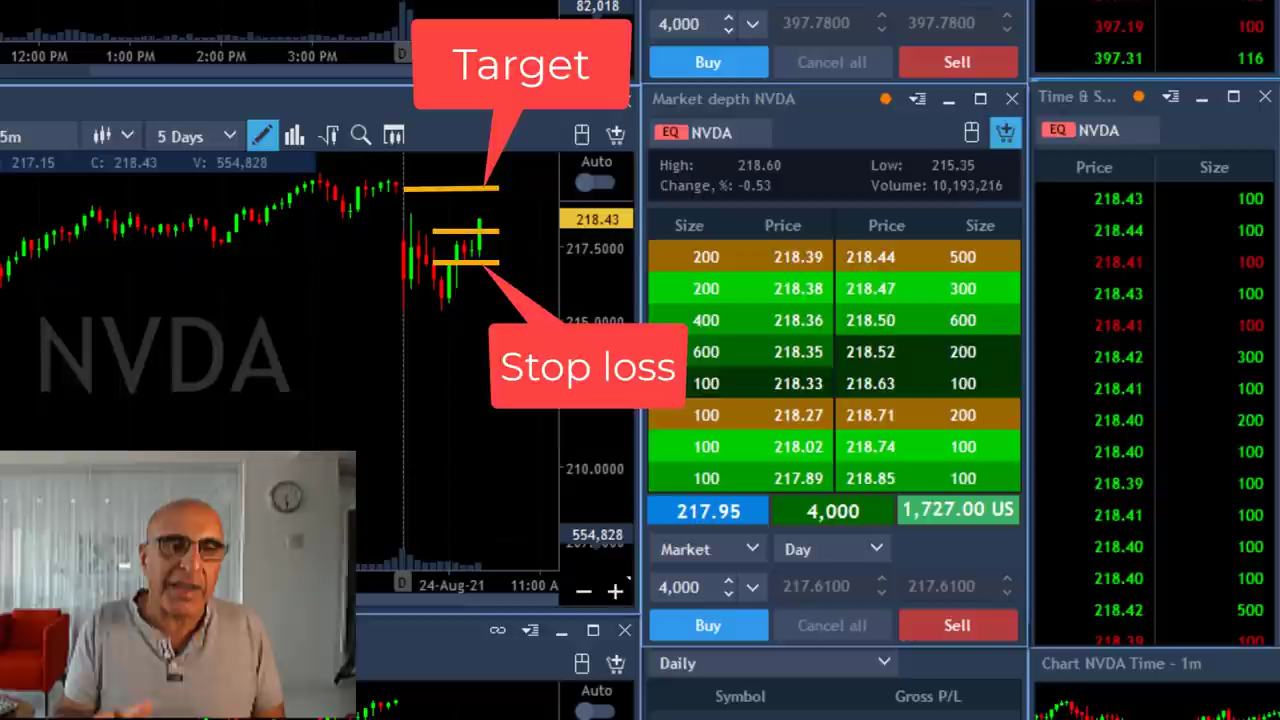 12:00 PM 1:00 PM 2:00 PM 3:00 PM D
Target
5m 5 Days
217.15 C: 218.43 V: 554,828
Auto
218.43
217.5000
215.0000
NVDA
Stop loss
210.0000
554,828
D 24-Aug-21 11:00 A
Auto
82,018
4,000 397.7800 397.7800
Buy Cancel all Sell
Market depth NVDA
EQ NVDA
High: 218.60 Low: 215.35
Change, %: -0.53 Volume: 10,193,216
Size Price Price Size
200 218.39 218.44 500
200 218.38 218.47 300
400 218.36 218.50 600
600 218.35 218.52 200
100 218.33 218.63 100
100 218.27 218.71 200
100 218.02 218.74 100
100 217.89 218.85 100
217.95 4,000 1,727.00 US
Market Day
4,000 217.6100 217.6100
Buy Cancel all Sell
Daily
Symbol Gross P/L
397.19 100
397.31 116
Time & S...
EQ NVDA
Price Size
218.43 100
218.44 100
218.41 100
218.43 100
218.41 100
218.42 300
218.41 100
218.40 200
218.40 100
218.39 100
218.41 100
218.40 100
218.40 100
218.42 500
218.39 100
Chart NVDA Time - 1m